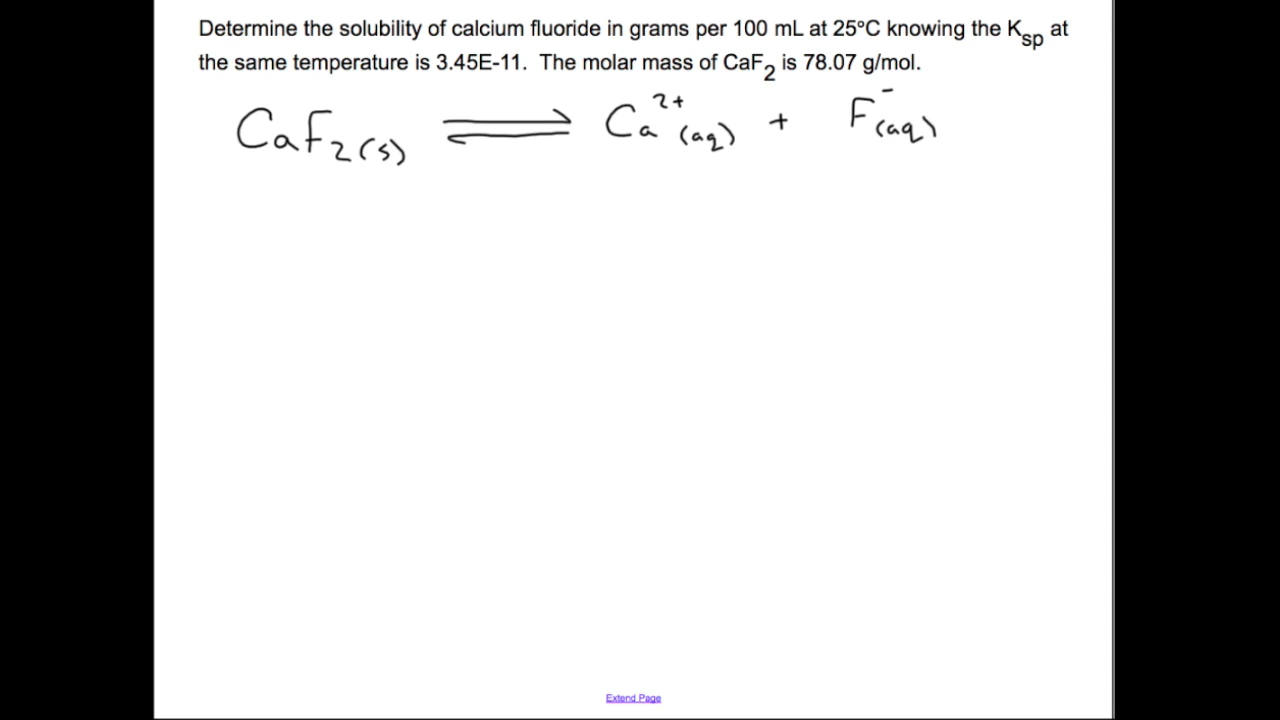 Determine the solubility of calcium fluoride in grams per 100 mL at 25°C knowing the Ksp at
the same temperature is 3.45E-11. The molar mass of CaF2 is 78.07 g/mol.
CaF2(s) ⇌ Ca2+(aq) + F-(aq)
Extend Page